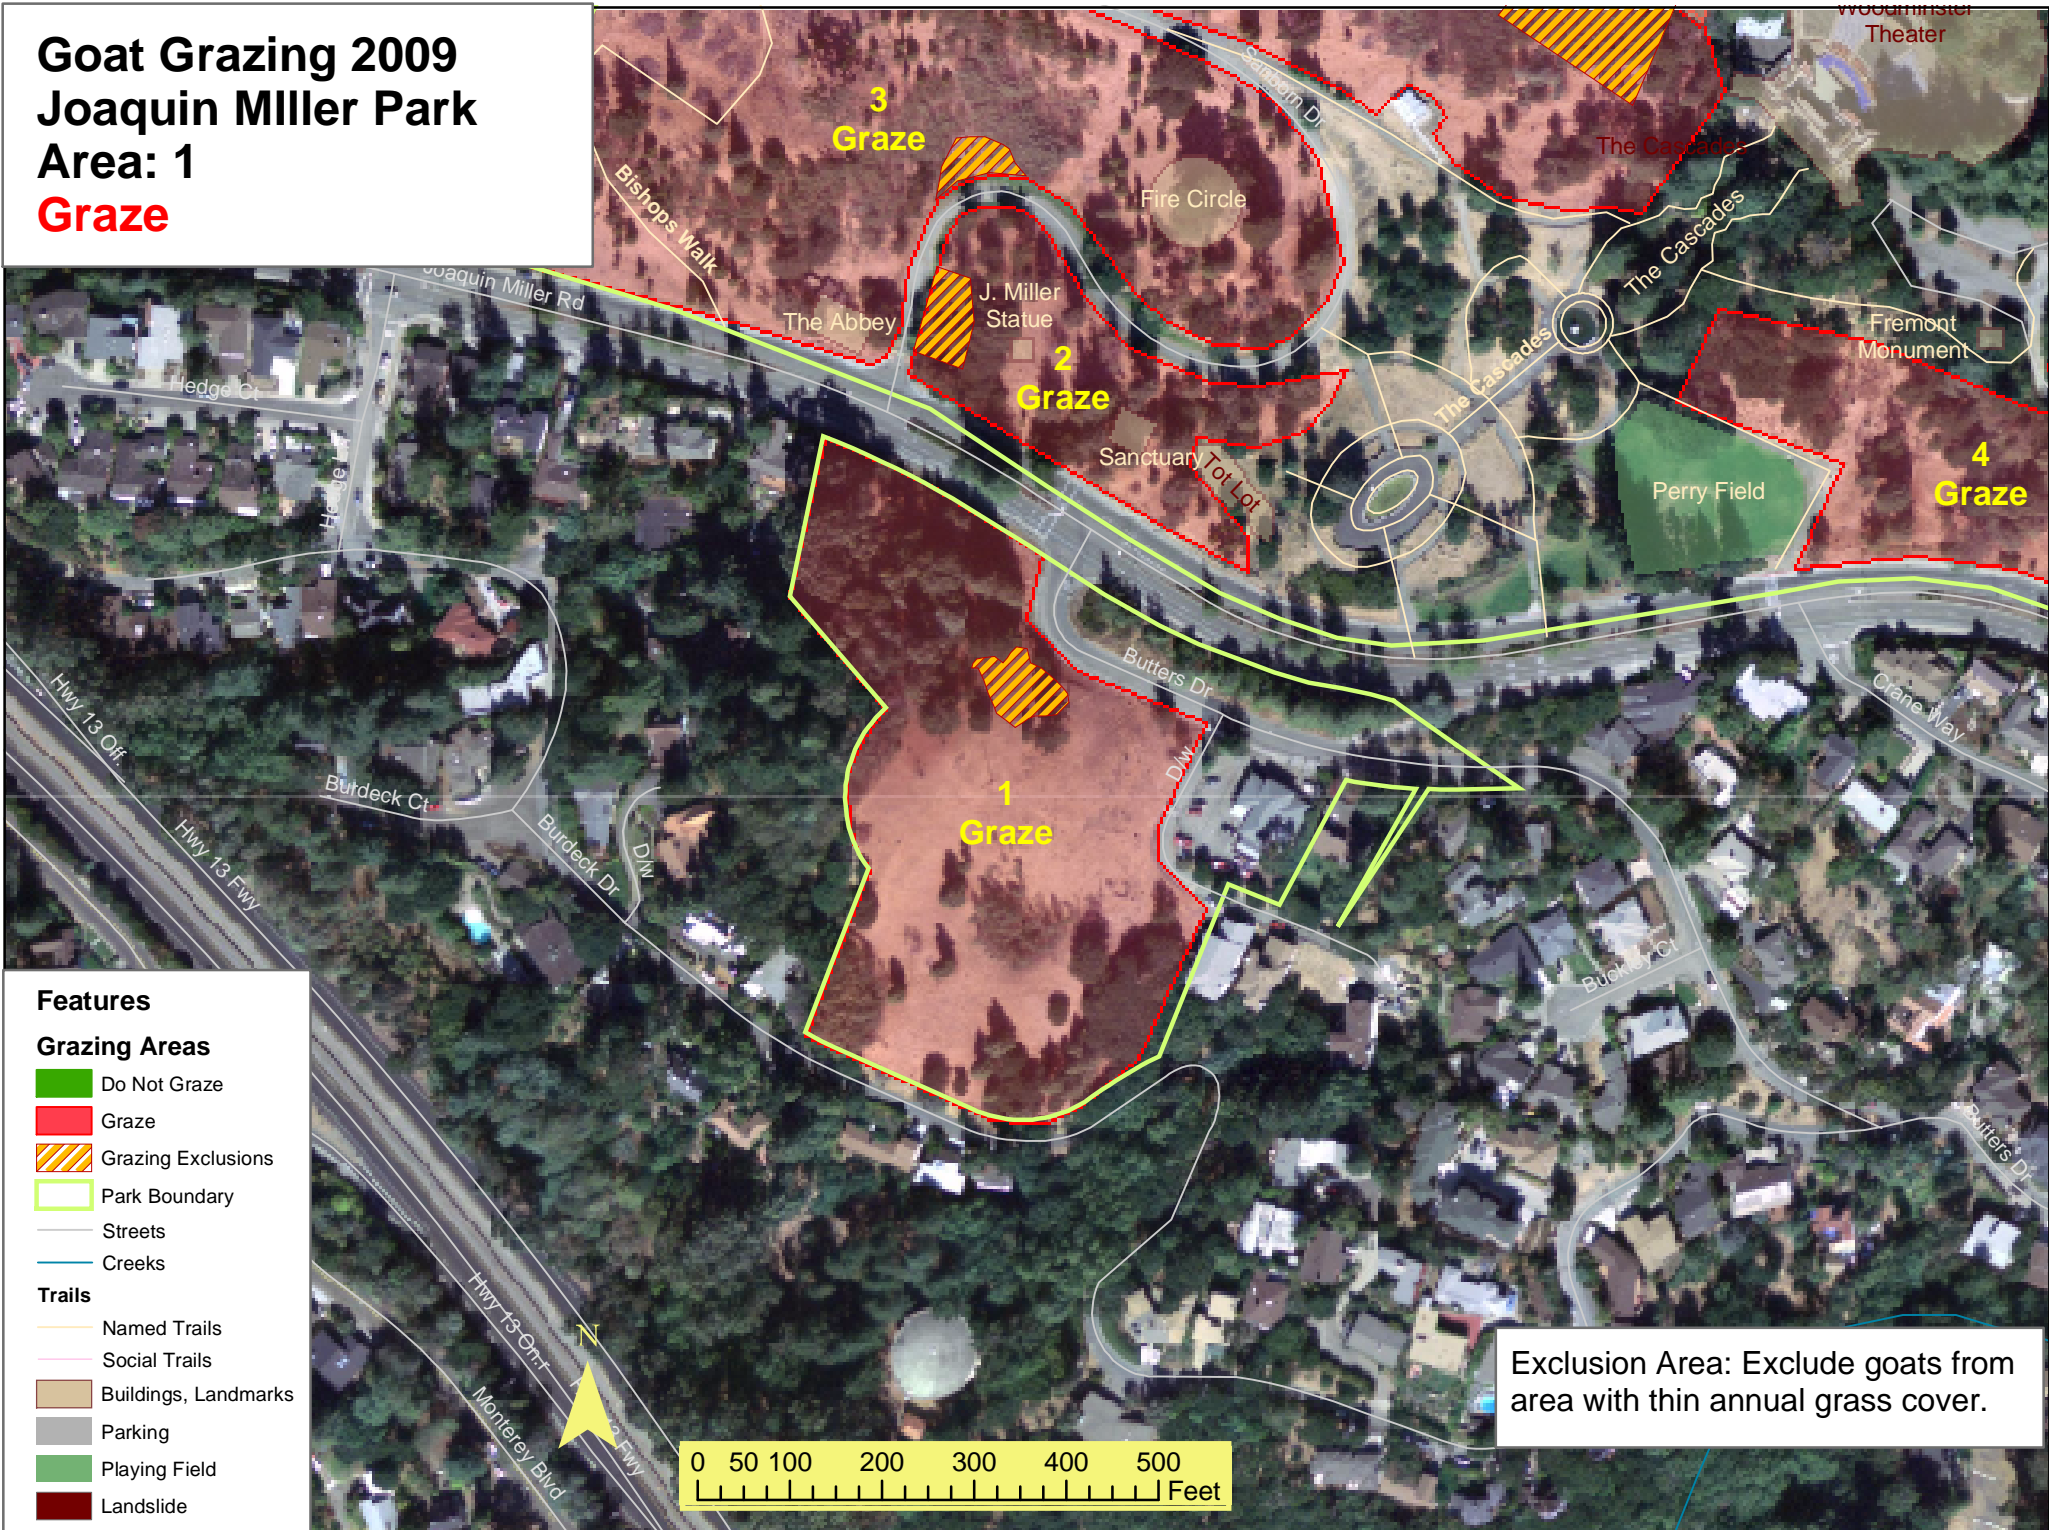 Goat Grazing 2009
Joaquin MIller Park
Area: 1
Graze
Woodminster
Theater
Sanborn Dr
3
Graze
The Cascades
Bishops Walk
Fire Circle
The Cascades
Joaquin Miller Rd
J. Miller
Statue
The Abbey
Fremont
Monument
2
Graze
The Cascades
Hedge Ct
Sanctuary
Tot Lot
4
Graze
Perry Field
Butters Dr
Hwy 13 Off.
Crane Way
D/w
Burdeck Ct
1
Graze
Hwy 13 Fwy
Burdeck Dr
D/w
Buckley Ct
Butters Dr
Features
Grazing Areas
Do Not Graze
Graze
Grazing Exclusions
Park Boundary
Streets
Creeks
Trails
Named Trails
Social Trails
Buildings, Landmarks
Parking
Playing Field
Landslide
Hwy 13 On.r
N
Fwy
Monterey Blvd
0 50 100 200 300 400 500
Feet
Exclusion Area: Exclude goats from
area with thin annual grass cover.